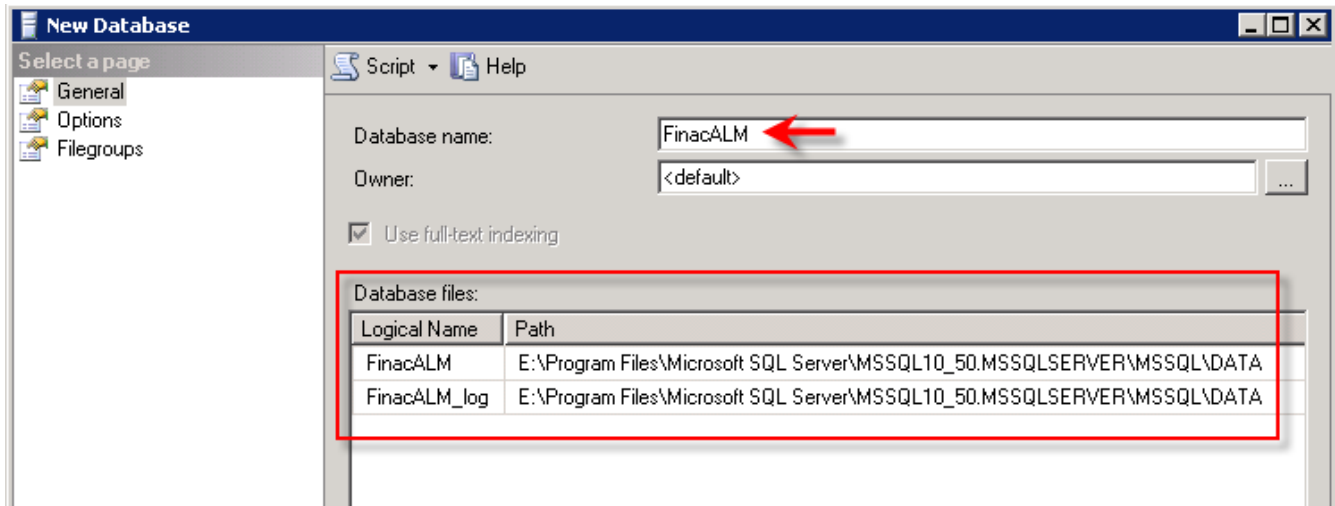 New Database
Select a page
General
Options
Filegroups
Script Help
Database name: FinacALM
Owner: <default> ...
Use full-text indexing
Database files:
Logical Name Path
FinacALM E:\Program Files\Microsoft SQL Server\MSSQL10_50.MSSQLSERVER\MSSQL\DATA
FinacALM_log E:\Program Files\Microsoft SQL Server\MSSQL10_50.MSSQLSERVER\MSSQL\DATA